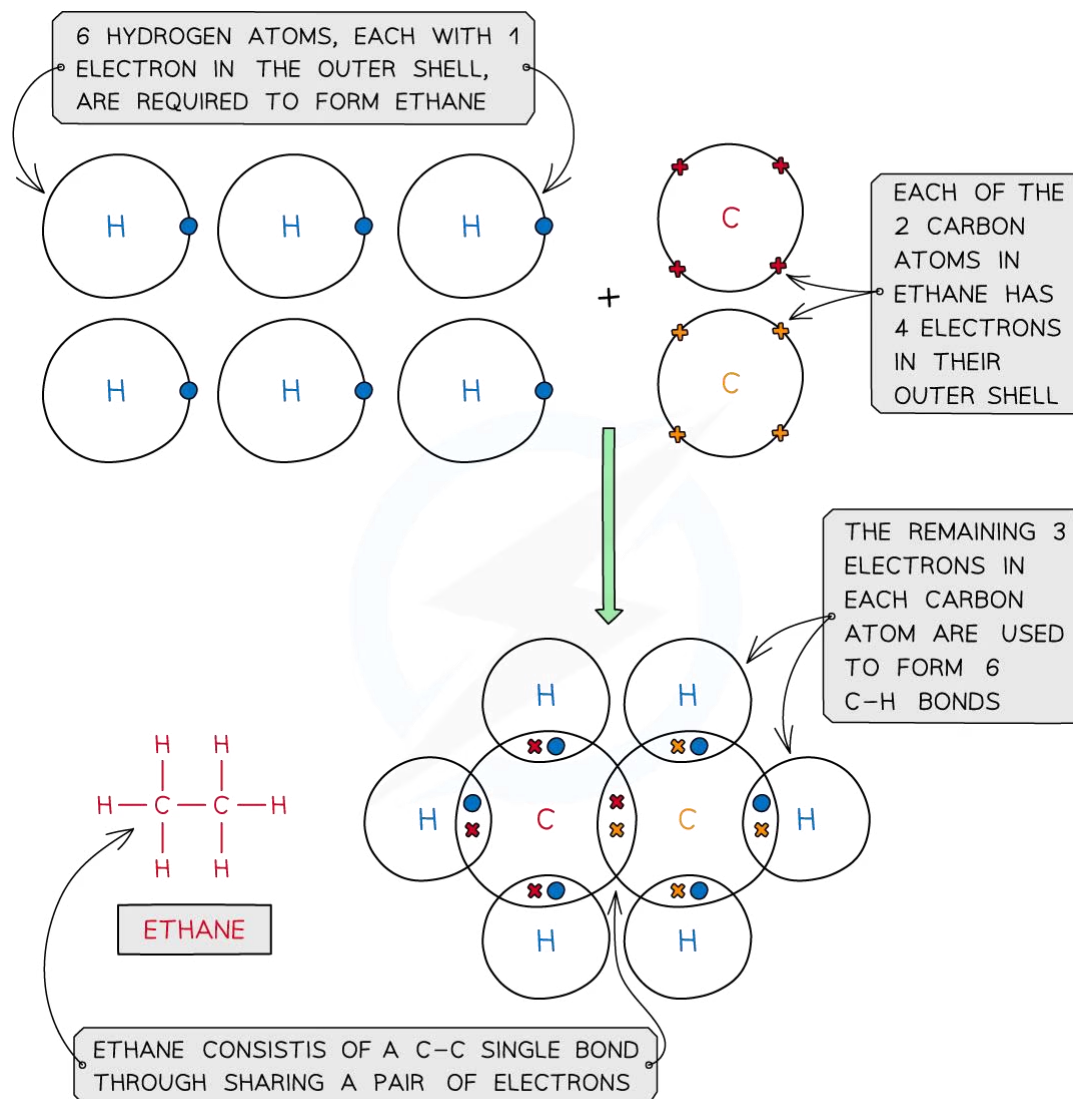 6 HYDROGEN ATOMS, EACH WITH 1
ELECTRON IN THE OUTER SHELL,
ARE REQUIRED TO FORM ETHANE
H H H
C
H H H
C
+
EACH OF THE
2 CARBON
ATOMS IN
ETHANE HAS
4 ELECTRONS
IN THEIR
OUTER SHELL
THE REMAINING 3
ELECTRONS IN
EACH CARBON
ATOM ARE USED
TO FORM 6
C-H BONDS
H H
H C C H
H H
H H
H-C-C-H
H H
ETHANE
ETHANE CONSISTIS OF A C-C SINGLE BOND
THROUGH SHARING A PAIR OF ELECTRONS